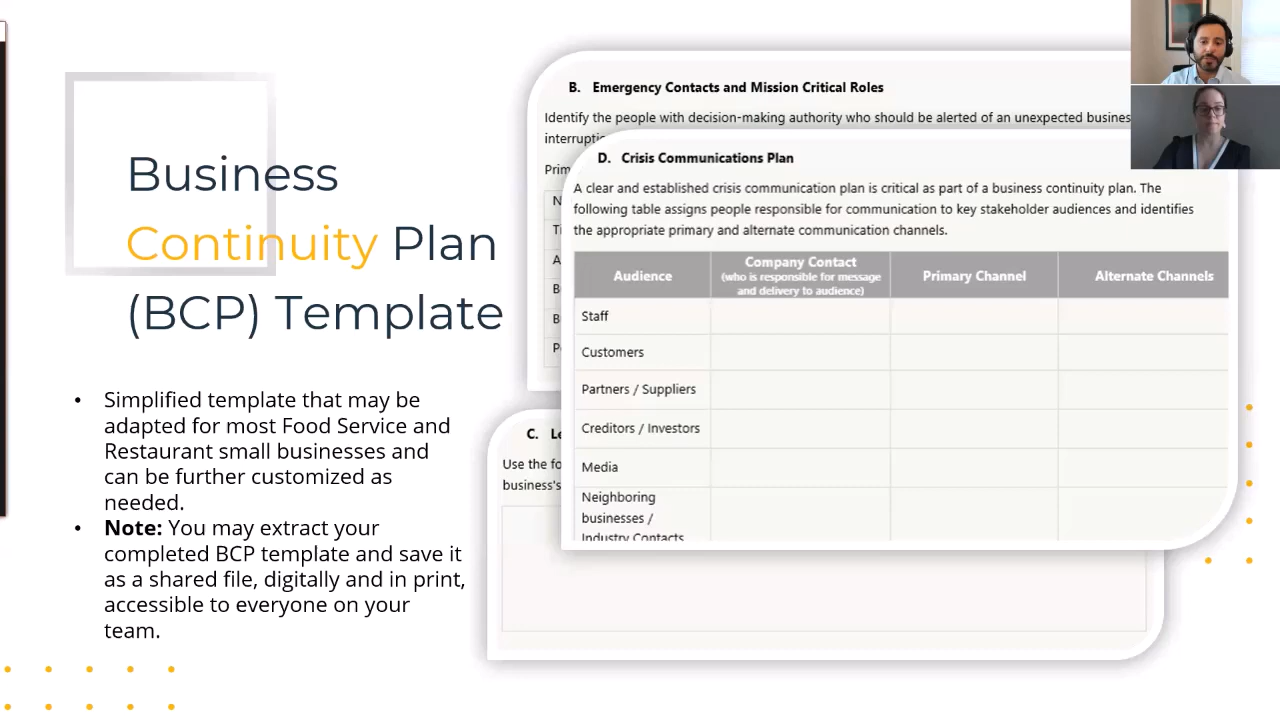 Business
Continuity Plan
(BCP) Template
• Simplified template that may be
adapted for most Food Service and
Restaurant small businesses and
can be further customized as
needed.
• Note: You may extract your
completed BCP template and save it
as a shared file, digitally and in print,
accessible to everyone on your
team.
B. Emergency Contacts and Mission Critical Roles
Identify the people with decision-making authority who should be alerted of an unexpected
D. Crisis Communications Plan
A clear and established crisis communication plan is critical as part of a business continuity plan. The
following table assigns people responsible for communication to key stakeholder audiences and identifies
the appropriate primary and alternate communication channels.
Audience
Company Contact
(who is responsible for message
and delivery to audience)
Primary Channel
Alternate Channels
Staff
Customers
Partners / Suppliers
Creditors / Investors
Media
Neighboring
businesses /
Industry Contacts
C.
Use the
business's